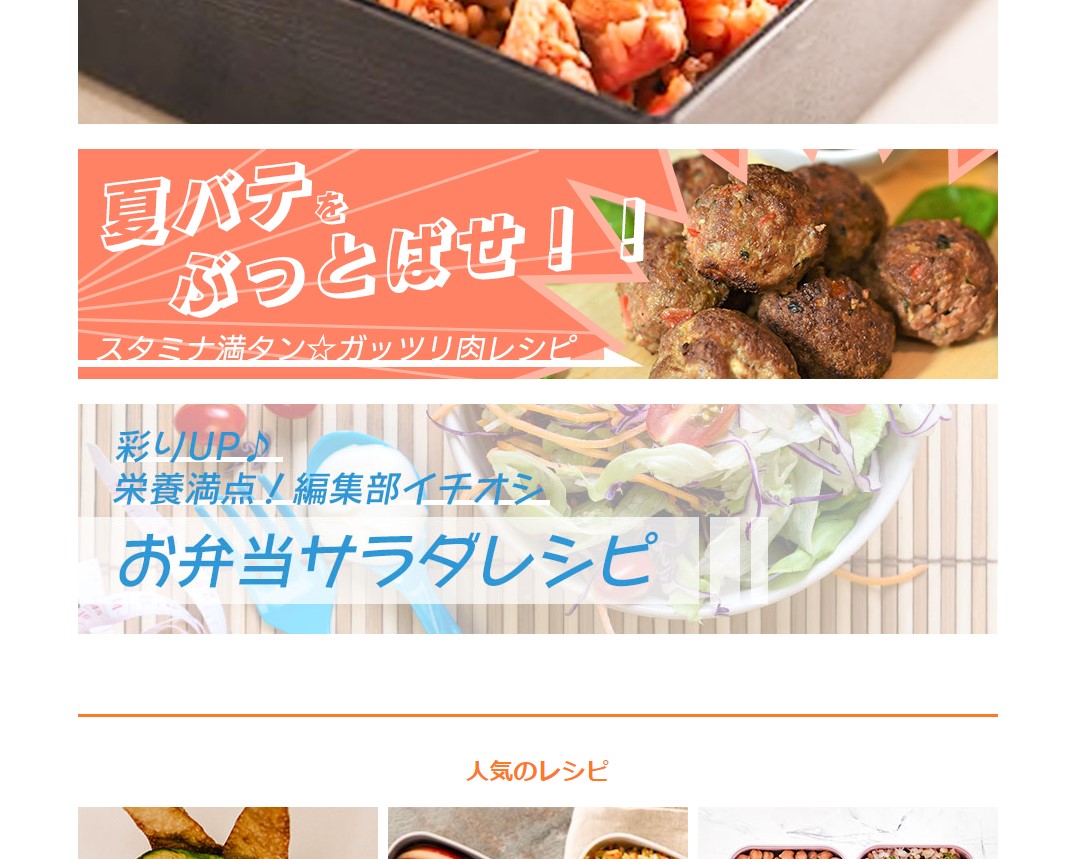 夏バテを
ぶっとばせ！！
スタミナ満タン☆ガッツリ肉レシピ
彩りUP♪
栄養満点！編集部イチオシ
お弁当サラダレシピ
人気のレシピ